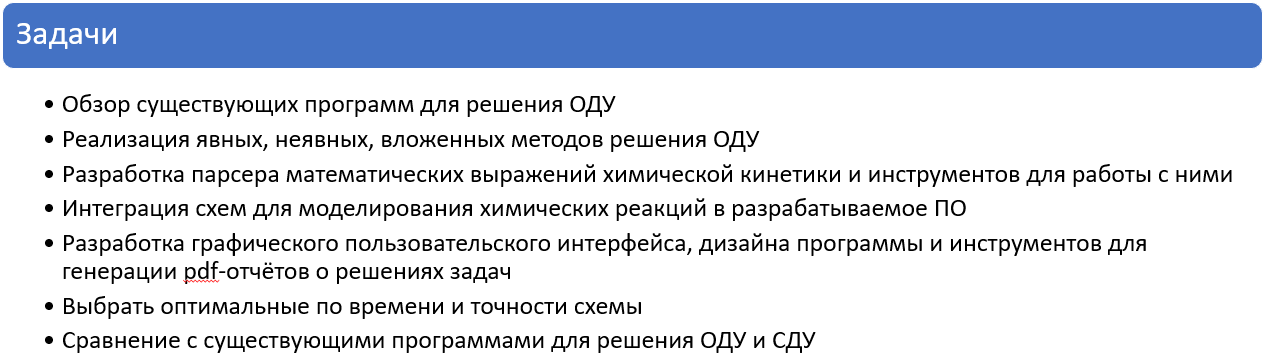 Задачи
• Обзор существующих программ для решения ОДУ
• Реализация явных, неявных, вложенных методов решения ОДУ
• Разработка парсера математических выражений химической кинетики и инструментов для работы с ними
• Интеграция схем для моделирования химических реакций в разрабатываемое ПО
• Разработка графического пользовательского интерфейса, дизайна программы и инструментов для
генерации pdf-отчётов о решениях задач
• Выбрать оптимальные по времени и точности схемы
• Сравнение с существующими программами для решения ОДУ и СДУ